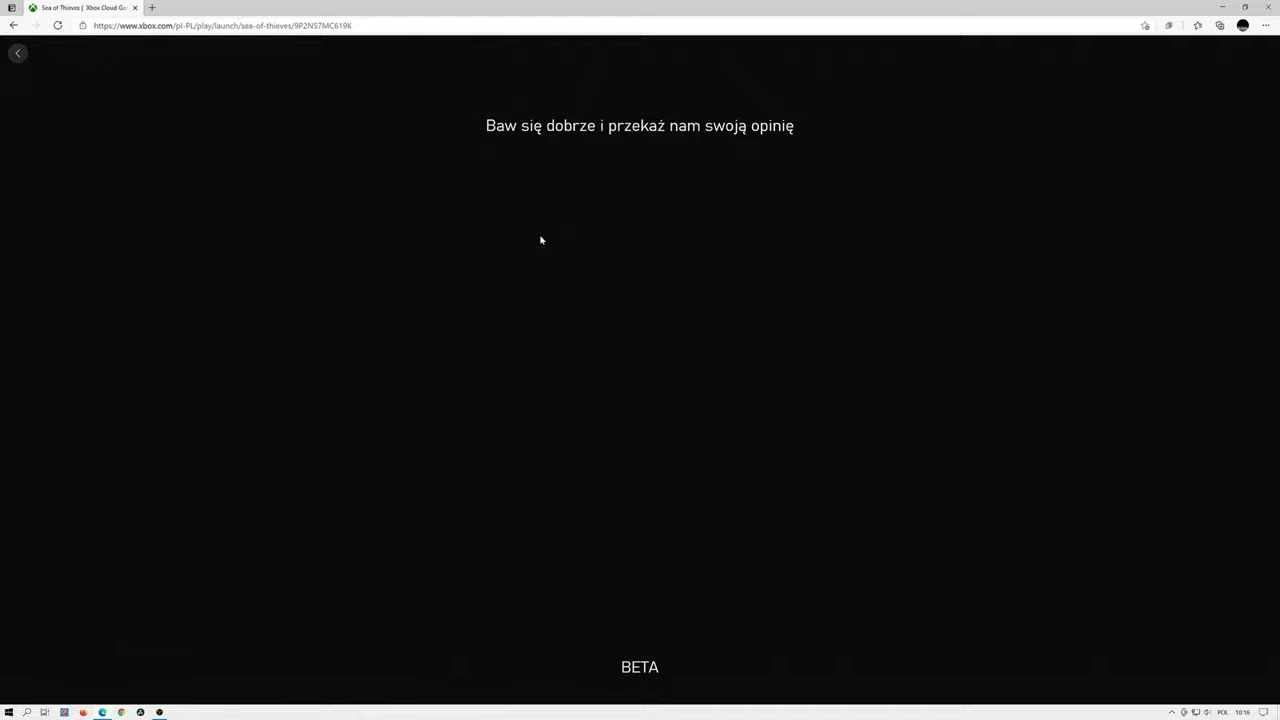 Sea of Thieves | Xbox Cloud Ga
https://www.xbox.com/pl-PL/play/launch/sea-of-thieves/9P2N57MC619K
Baw się dobrze i przekaż nam swoją opinię
BETA
POL
10:16